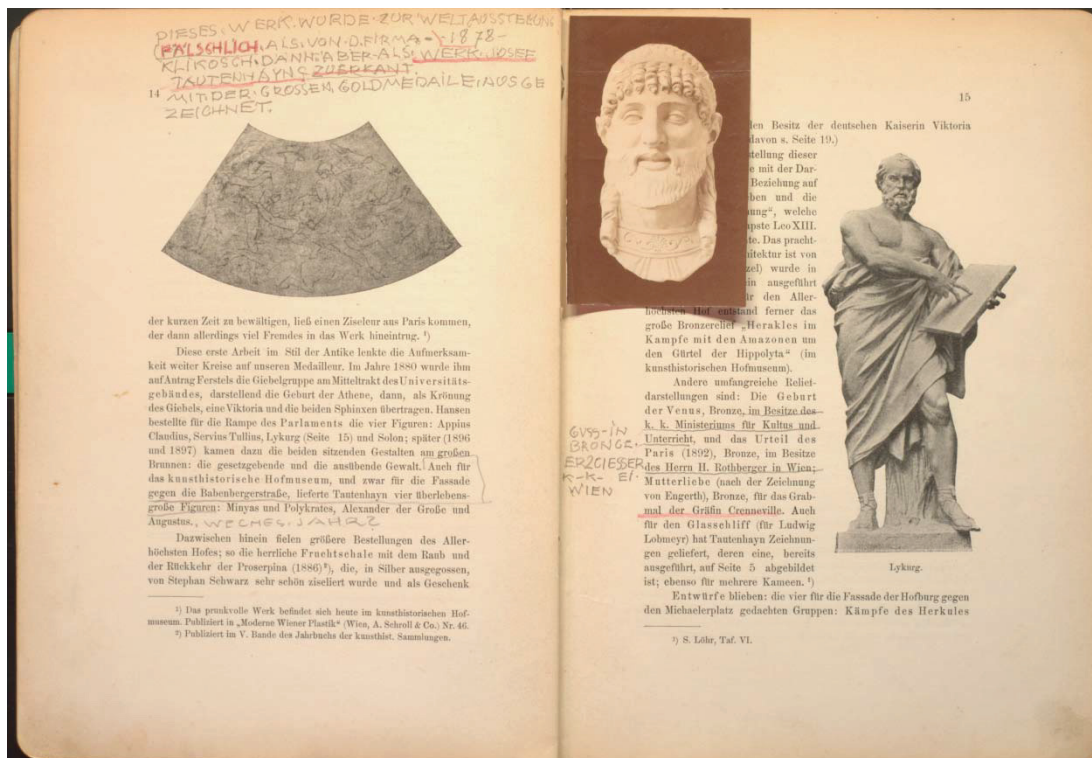 DIESES. WERK. WURDE. ZUR. WELTAUSSTELLUNG
FÄLSCHLICH. ALS. VON. D. FIRMA - 1878 -
KLIKOSCH. DANN. ABER. ALS. WERK. JOSEF
TAUTENHAYNS ZUERKANT.
MIT. DER. GROSSEN. GOLDMEDAILE. AUSGE
ZEICHNET.
14
der kurzen Zeit zu bewältigen, ließ einen Ziseleur aus Paris kommen,
der dann allerdings viel Fremdes in das Werk hineintrug. ¹)
Diese erste Arbeit im Stil der Antike lenkte die Aufmerksam-
keit weiter Kreise auf unseren Medailleur. Im Jahre 1880 wurde ihm
auf Antrag Ferstels die Giebelgruppe am Mitteltrakt des Universitäts-
gebäudes, darstellend die Geburt der Athene, dann, als Krönung
des Giebels, eine Viktoria und die beiden Sphinxen übertragen. Hansen
bestellte für die Rampe des Parlaments die vier Figuren: Appius
Claudius, Servius Tullius, Lykurg (Seite 15) und Solon; später (1896
und 1897) kamen dazu die beiden sitzenden Gestalten am großen
Brunnen: die gesetzgebende und die ausübende Gewalt. Auch für
das kunsthistorische Hofmuseum, und zwar für die Fassade
gegen die Babenbergerstraße, lieferte Tautenhayn vier überlebens-
große Figuren: Minyas und Polykrates, Alexander der Große und
Augustus. WECHES. JAHR?
Dazwischen hinein fielen größere Bestellungen des Aller-
höchsten Hofes; so die herrliche Fruchtschale mit dem Raub und
der Rückkehr der Proserpina (1886)²), die, in Silber ausgegossen,
von Stephan Schwarz sehr schön ziseliert wurde und als Geschenk
¹) Das prunkvolle Werk befindet sich heute im kunsthistorischen Hof-
museum. Publiziert in „Moderne Wiener Plastik“ (Wien, A. Schroll & Co.) Nr. 46.
²) Publiziert im V. Bande des Jahrbuchs der kunsthist. Sammlungen.
15
den Besitz der deutschen Kaiserin Viktoria
davon s. Seite 19.)
stellung dieser
e mit der Dar-
Beziehung auf
ben und die
ung“, welche
apste Leo XIII.
te. Das pracht-
itektur ist von
zel) wurde in
in ausgeführt
ür den Aller-
höchsten Hof entstand ferner das
große Bronzerelief „Herakles im
Kampfe mit den Amazonen um
den Gürtel der Hippolyta“ (im
kunsthistorischen Hofmuseum).
Andere umfangreiche Relief-
darstellungen sind: Die Geburt
der Venus, Bronze, im Besitze des
k. k. Ministeriums für Kultus und
Unterricht, und das Urteil des
Paris (1892), Bronze, im Besitze
des Herrn H. Rothberger in Wien;
Mutterliebe (nach der Zeichnung
von Engerth), Bronze, für das Grab-
mal der Gräfin Crenneville. Auch
für den Glasschliff (für Ludwig
Lobmeyr) hat Tautenhayn Zeichnun-
gen geliefert, deren eine, bereits
ausgeführt, auf Seite 5 abgebildet
ist; ebenso für mehrere Kameen. ¹)
Entwürfe blieben: die vier für die Fassade der Hofburg gegen
den Michaelerplatz gedachten Gruppen: Kämpfe des Herkules
GUSS-IN
BRONCE.
ERZGIESSER
K-K-
WIEN
Lykurg.
¹) S. Löhr, Taf. VI.